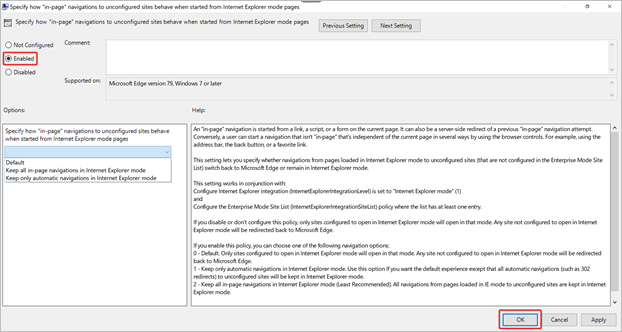 Specify how "in-page" navigations to unconfigured sites behave when started from Internet Explorer mode pages
Specify how "in-page" navigations to unconfigured sites behave when started from Internet Explorer mode pages
Previous Setting
Next Setting
Not Configured
Comment:
Enabled
Disabled
Supported on:
Microsoft Edge version 79, Windows 7 or later
Options:
Help:
Specify how "in-page" navigations to unconfigured sites behave
when started from Internet Explorer mode pages
Default
Keep all in-page navigations in Internet Explorer mode
Keep only automatic navigations in Internet Explorer mode
An "in-page" navigation is started from a link, a script, or a form on the current page. It can also be a server-side redirect of a previous "in-page" navigation attempt.
Conversely, a user can start a navigation that isn't "in-page" that's independent of the current page in several ways by using the browser controls. For example, using the
address bar, the back button, or a favorite link.
This setting lets you specify whether navigations from pages loaded in Internet Explorer mode to unconfigured sites (that are not configured in the Enterprise Mode Site
List) switch back to Microsoft Edge or remain in Internet Explorer mode.
This setting works in conjunction with:
Configure Internet Explorer integration (InternetExplorerIntegrationLevel) is set to "Internet Explorer mode" (1)
and
Configure the Enterprise Mode Site List (InternetExplorerIntegrationSiteList) policy where the list has at least one entry.
If you disable or don't configure this policy, only sites configured to open in Internet Explorer mode will open in that mode. Any site not configured to open in Internet
Explorer mode will be redirected back to Microsoft Edge.
If you enable this policy, you can choose one of the following navigation options:
0 - Default. Only sites configured to open in Internet Explorer mode will open in that mode. Any site not configured to open in Internet Explorer mode will be redirected
back to Microsoft Edge.
1 - Keep only automatic navigations in Internet Explorer mode. Use this option if you want the default experience except that all automatic navigations (such as 302
redirects) to unconfigured sites will be kept in Internet Explorer mode.
2 - Keep all in-page navigations in Internet Explorer mode (Least Recommended). All navigations from pages loaded in IE mode to unconfigured sites are kept in Internet
Explorer mode.
OK
Cancel
Apply